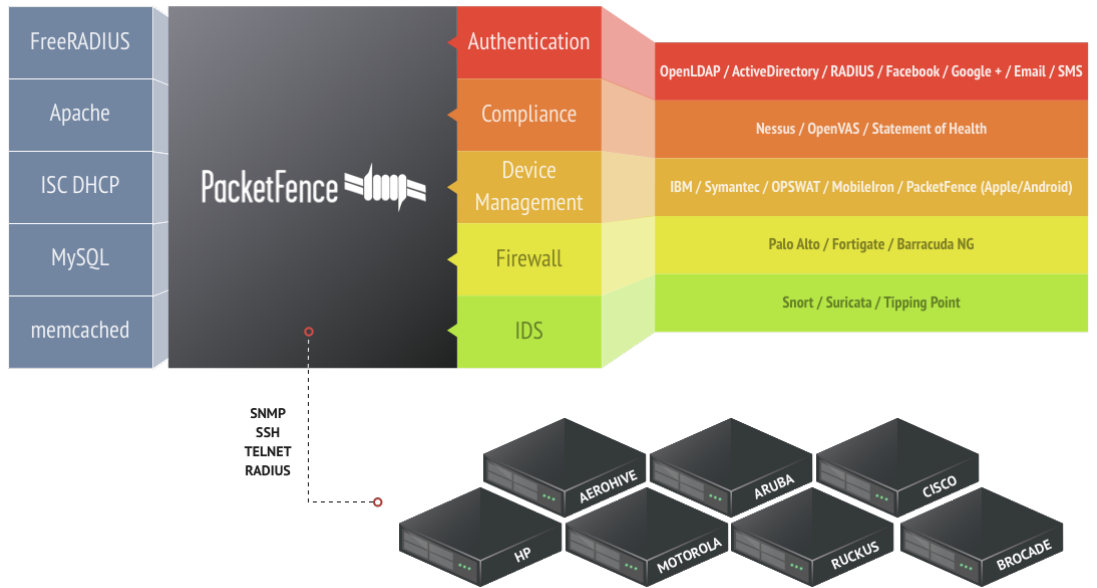 FreeRADIUS
Apache
ISC DHCP
MySQL
memcached
PacketFence
Authentication
Compliance
Device
Management
Firewall
IDS
OpenLDAP / ActiveDirectory / RADIUS / Facebook / Google + / Email / SMS
Nessus / OpenVAS / Statement of Health
IBM / Symantec / OPSWAT / MobileIron / PacketFence (Apple/Android)
Palo Alto / Fortigate / Barracuda NG
Snort / Suricata / Tipping Point
SNMP
SSH
TELNET
RADIUS
AEROHIVE
ARUBA
CISCO
HP
MOTOROLA
RUCKUS
BROCADE